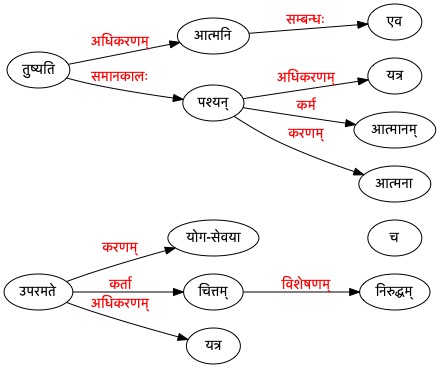 सम्बन्धः
एव
अधिकरणम्
आत्मनि
तुष्यति
समानकालः
अधिकरणम्
यत्र
पश्यन्
कर्म
आत्मानम्
करणम्
आत्मना
करणम्
योग-सेवया
च
उपरमते
कर्ता
चित्तम्
विशेषणम्
निरुद्धम्
अधिकरणम्
यत्र